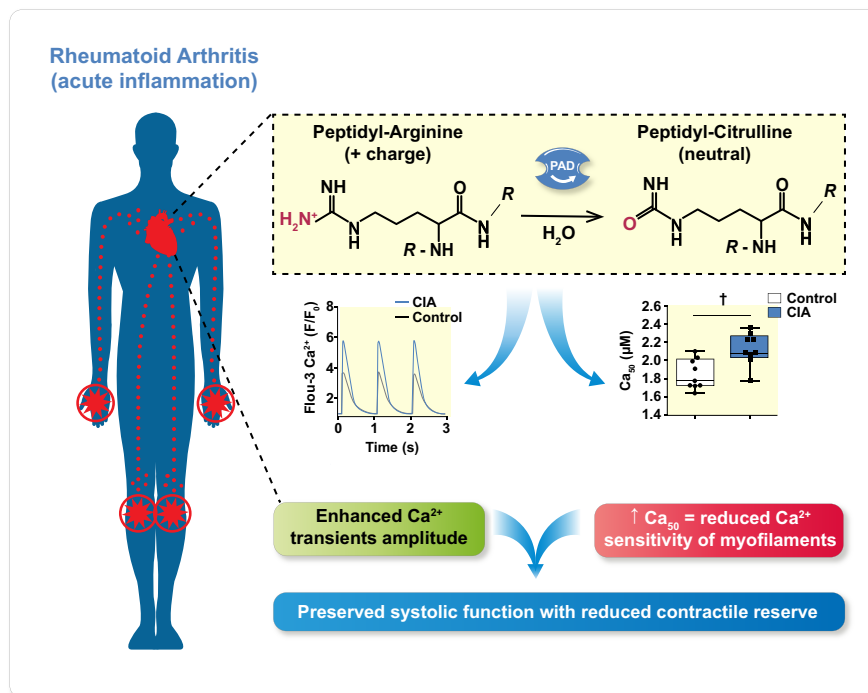 Rheumatoid Arthritis
(acute inflammation)
Peptidyl-Arginine
(+ charge)
PAD
Peptidyl-Citrulline
(neutral)
NH
O
R
H₂N⁺
N
H
R - NH
N
H
H₂O
NH
O
R
O
N
H
R - NH
N
H
Flou-3 Ca²⁺ (F/F₀)
8
6
4
2
CIA
Control
0
1
2
3
Time (s)
Ca₅₀ (μM)
2.6
2.4
2.2
2.0
1.8
1.6
1.4
†
Control
CIA
Enhanced Ca²⁺
transients amplitude
↑ Ca₅₀ = reduced Ca²⁺
sensitivity of myofilaments
Preserved systolic function with reduced contractile reserve